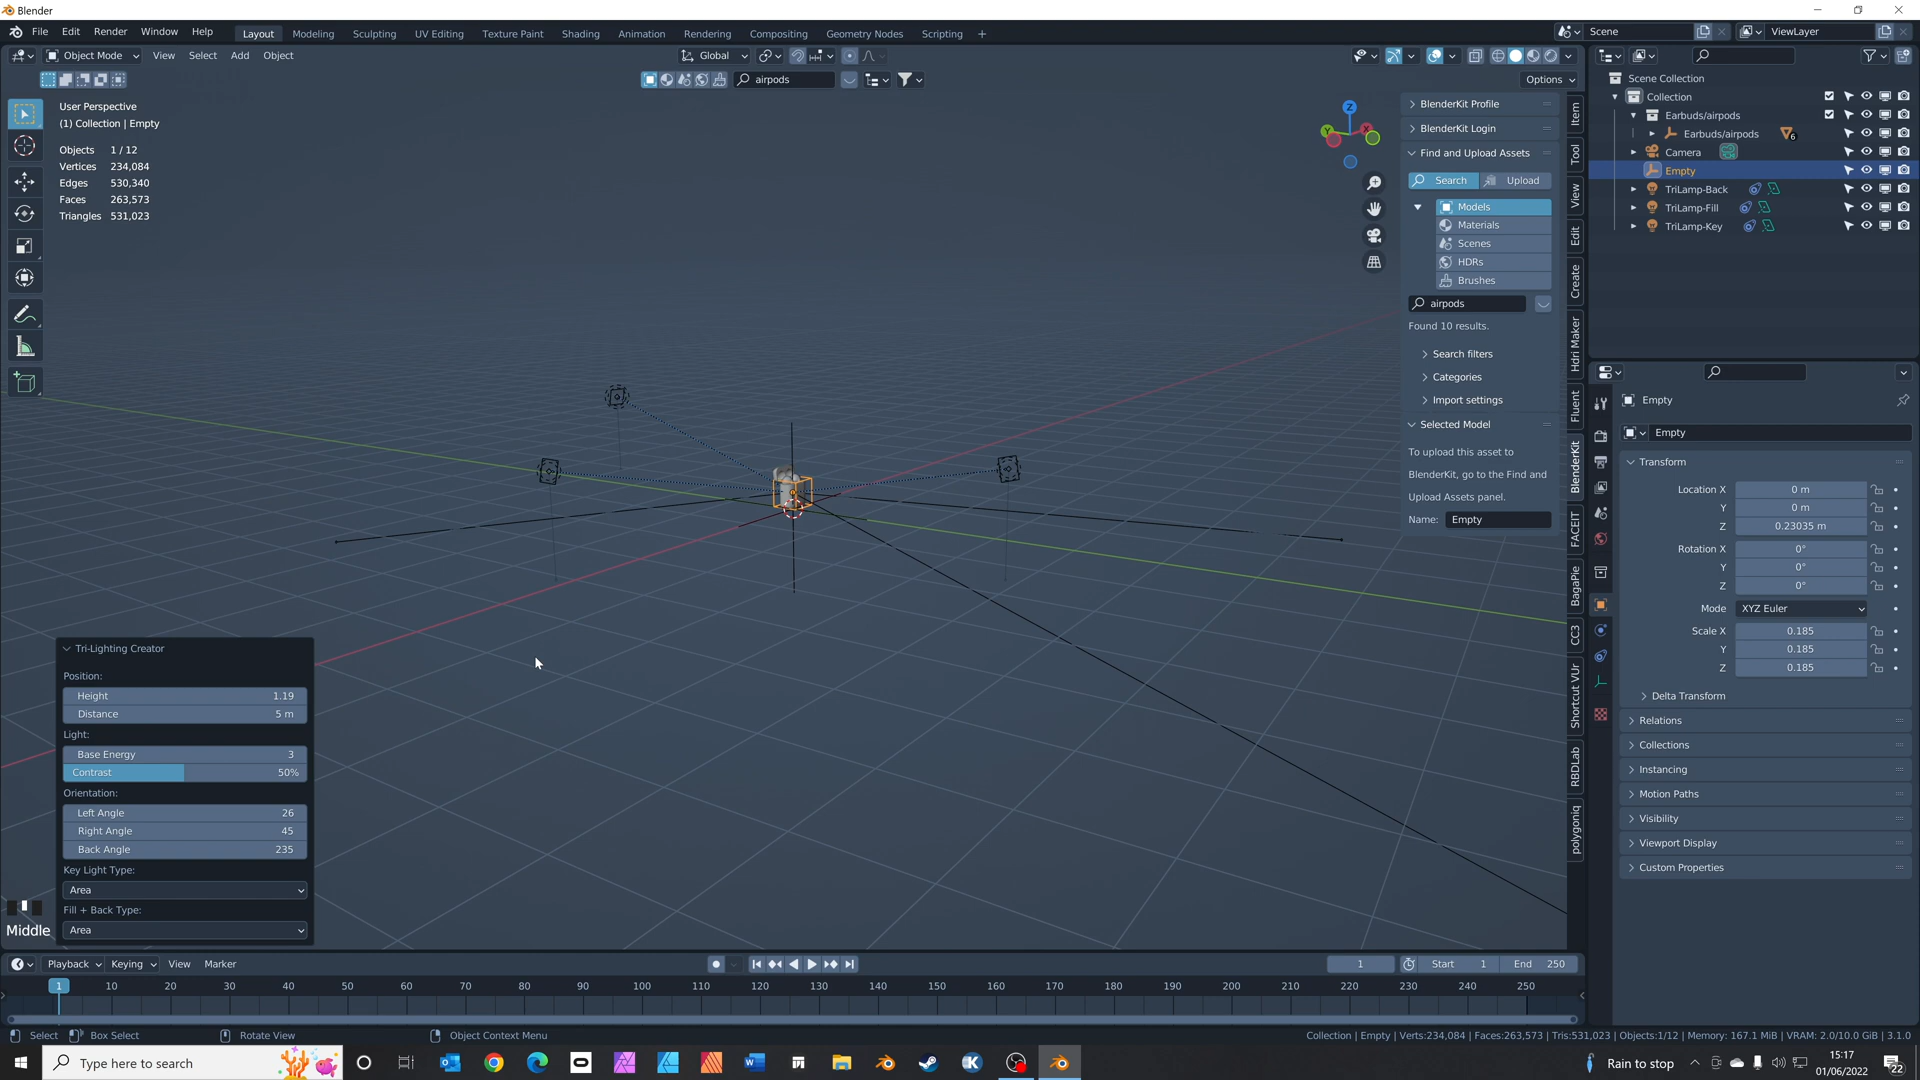 Blender
File Edit Render Window Help Layout Modeling Sculpting UV Editing Texture Paint Shading Animation Rendering Compositing Geometry Nodes Scripting + Scene ViewLayer
Object Mode View Select Add Object Global
airpods Options
User Perspective
(1) Collection | Empty
Objects 1 / 12
Vertices 234,084
Edges 530,340
Faces 263,573
Triangles 531,023
Z
Y
X
BlenderKit Profile
BlenderKit Login
Find and Upload Assets
Search Upload
Models
Materials
Scenes
HDRs
Brushes
airpods
Found 10 results.
Search filters
Categories
Import settings
Selected Model
To upload this asset to
BlenderKit, go to the Find and
Upload Assets panel.
Name: Empty
Item
Tool
View
Edit
Create
Hdri Maker
Fluent
BlenderKit
FACEIT
BagaPie
CC3
Shortcut VUr
RBDLab
polygoniq
Scene Collection
Collection
Earbuds/airpods
Earbuds/airpods 6
Camera
Empty
TriLamp-Back
TriLamp-Fill
TriLamp-Key
Empty
Empty
Transform
Location X 0 m
Y 0 m
Z 0.23035 m
Rotation X 0°
Y 0°
Z 0°
Mode XYZ Euler
Scale X 0.185
Y 0.185
Z 0.185
Delta Transform
Relations
Collections
Instancing
Motion Paths
Visibility
Viewport Display
Custom Properties
Tri-Lighting Creator
Position:
Height 1.19
Distance 5 m
Light:
Base Energy 3
Contrast 50%
Orientation:
Left Angle 26
Right Angle 45
Back Angle 235
Key Light Type:
Area
Fill + Back Type:
Area
Middle
Playback Keying View Marker 1 Start 1 End 250
1 10 20 30 40 50 60 70 80 90 100 110 120 130 140 150 160 170 180 190 200 210 220 230 240 250
Select Box Select Rotate View Object Context Menu Collection | Empty | Verts:234,084 | Faces:263,573 | Tris:531,023 | Objects:1/12 | Memory: 167.1 MiB | VRAM: 2.0/10.0 GiB | 3.1.0
Type here to search Rain to stop 15:17
01/06/2022 22